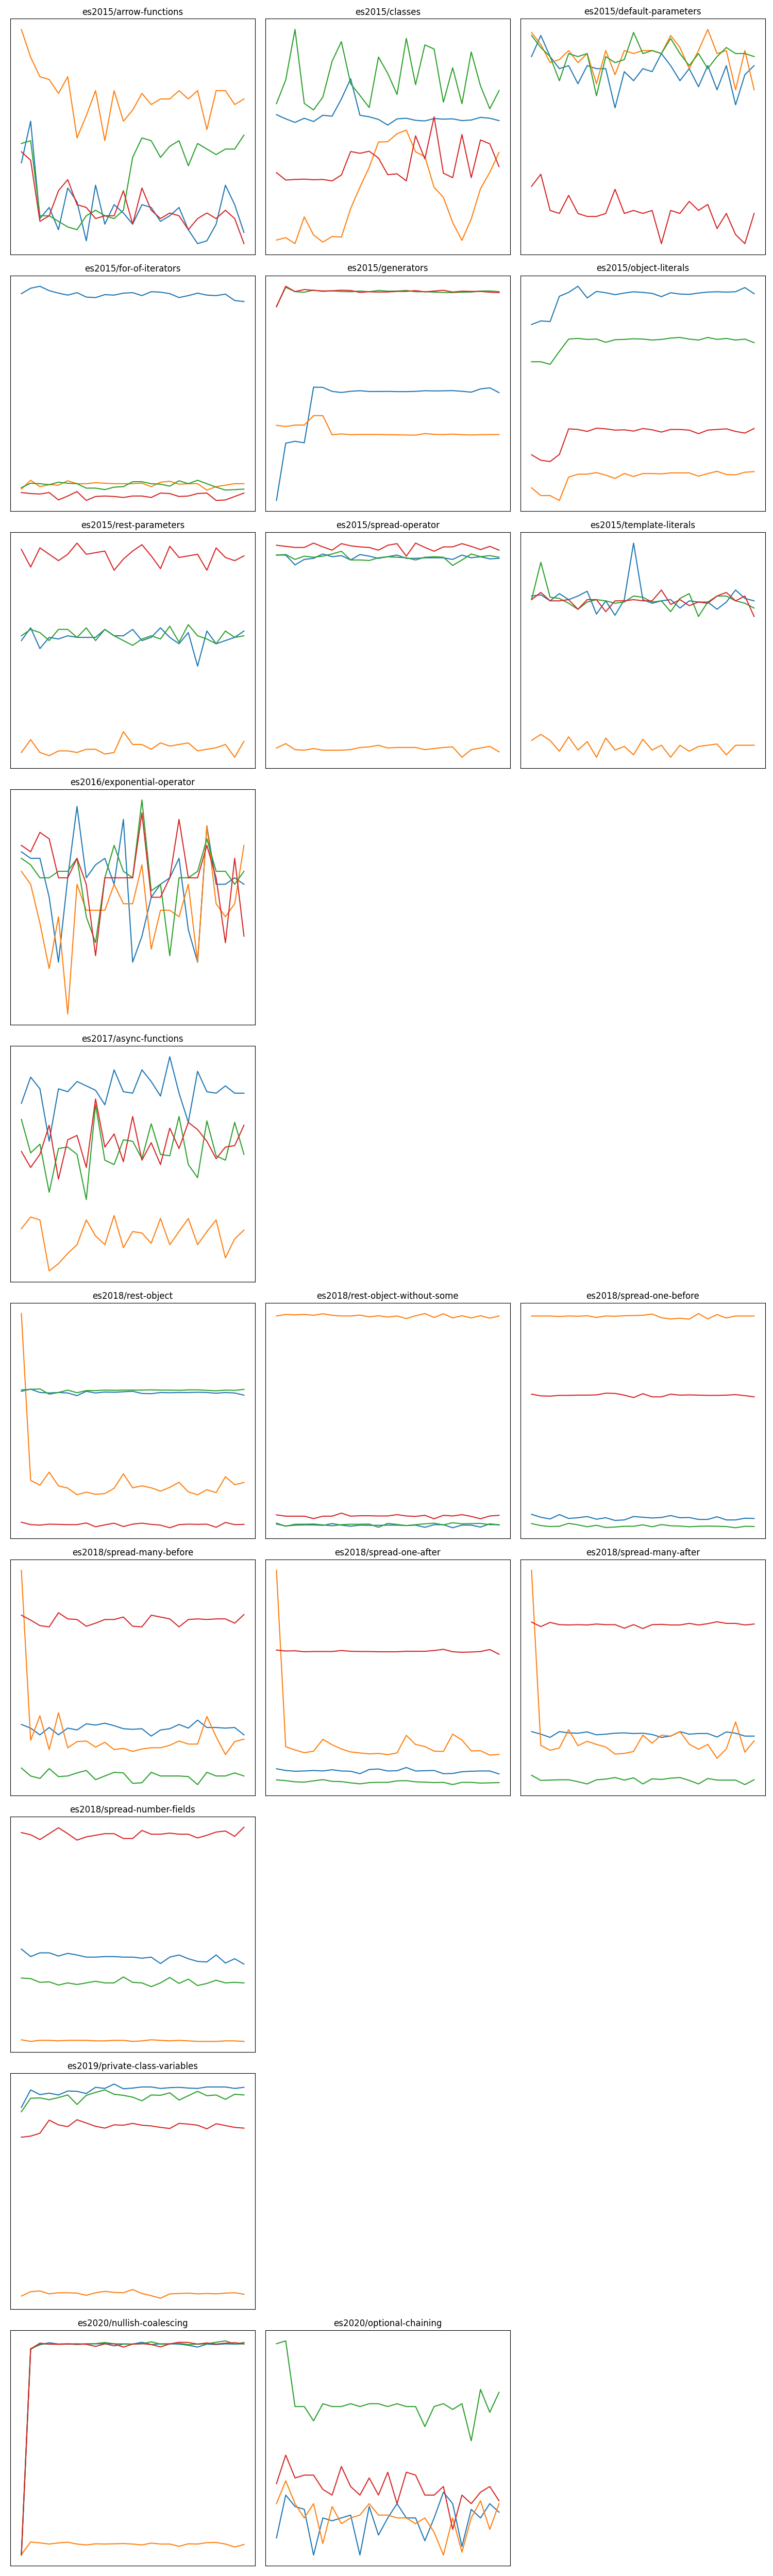 es2015/arrow-functions
es2015/classes
es2015/default-parameters
es2015/for-of-iterators
es2015/generators
es2015/object-literals
es2015/rest-parameters
es2015/spread-operator
es2015/template-literals
es2016/exponential-operator
es2017/async-functions
es2018/rest-object
es2018/rest-object-without-some
es2018/spread-one-before
es2018/spread-many-before
es2018/spread-one-after
es2018/spread-many-after
es2018/spread-number-fields
es2019/private-class-variables
es2020/nullish-coalescing
es2020/optional-chaining